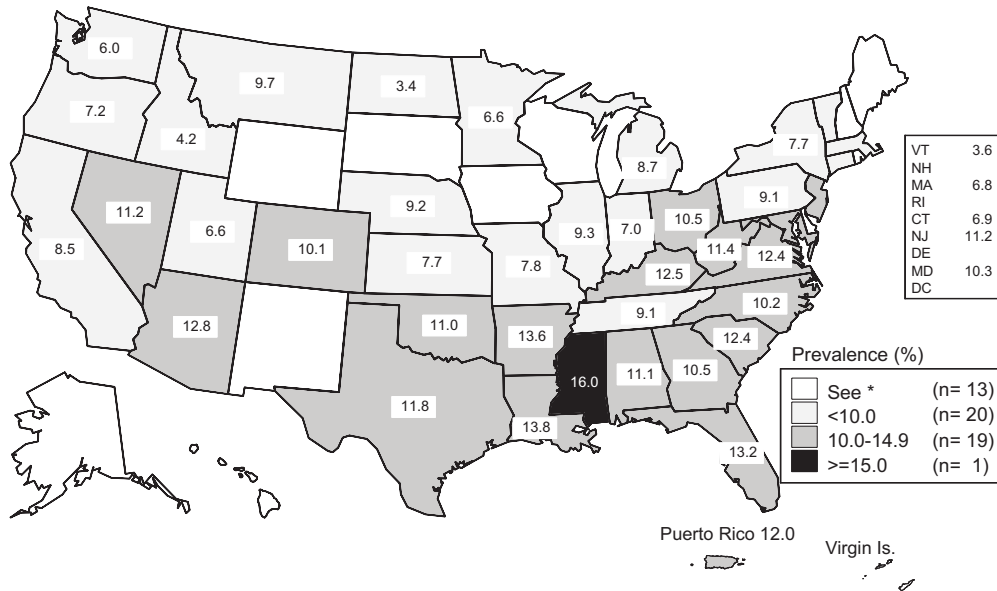 6.0
9.7
3.4
7.2
6.6
4.2
7.7
8.7
VT 3.6
NH
MA 6.8
RI
CT 6.9
NJ 11.2
DE
MD 10.3
DC
9.2
9.1
11.2
6.6
10.1
9.3
7.0
10.5
8.5
7.7
7.8
11.4
12.4
12.5
12.8
11.0
13.6
9.1
10.2
12.4
16.0
11.1
10.5
11.8
13.8
13.2
Prevalence (%)
See * (n= 13)
<10.0 (n= 20)
10.0-14.9 (n= 19)
>=15.0 (n= 1)
Puerto Rico 12.0
Virgin Is.